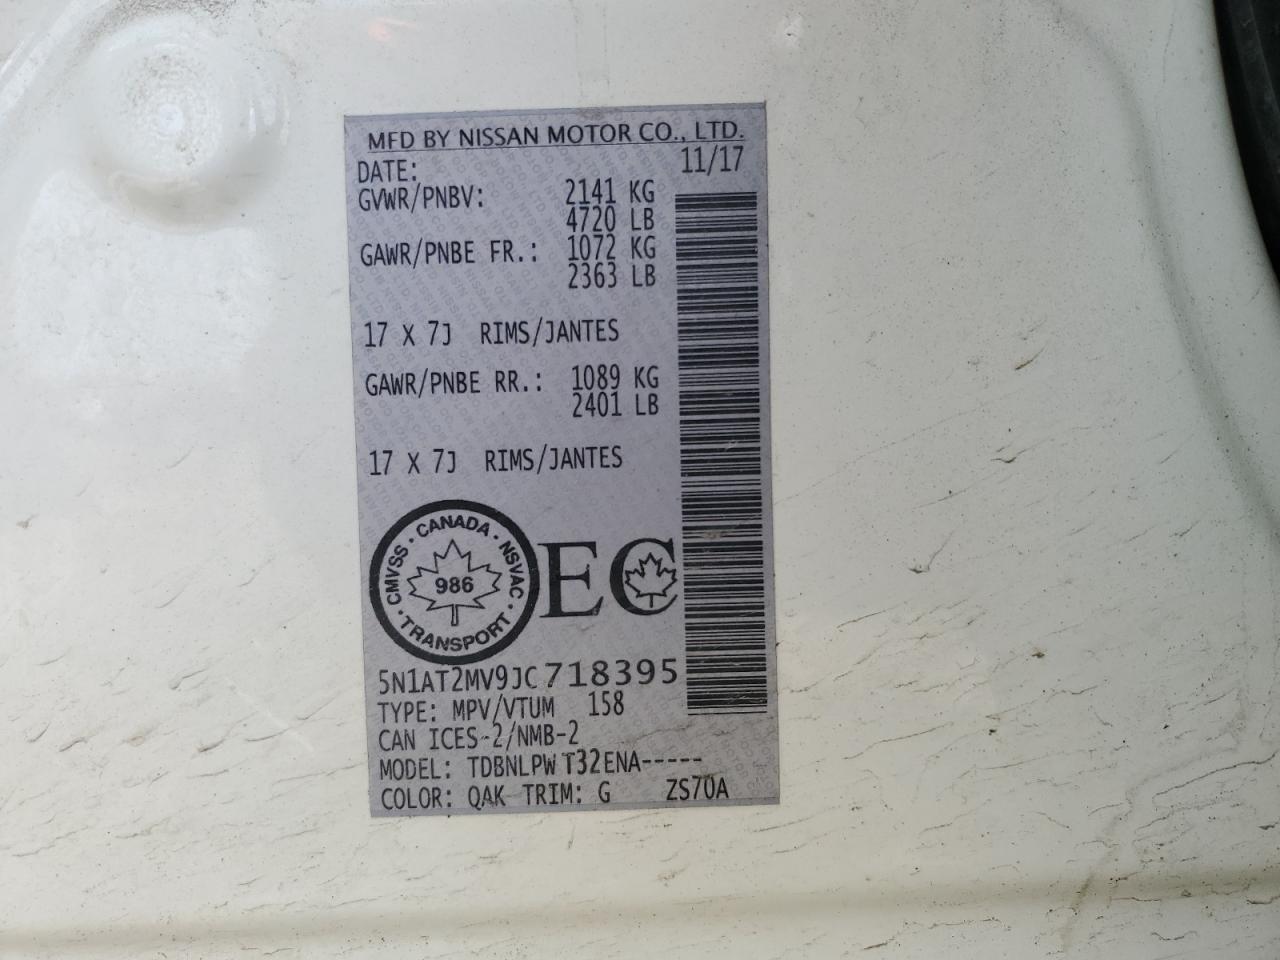 MFD BY NISSAN MOTOR CO., LTD.
DATE: 11/17
GVWR/PNBV: 2141 KG
4720 LB
GAWR/PNBE FR.: 1072 KG
2363 LB
17 X 7J RIMS/JANTES
GAWR/PNBE RR.: 1089 KG
2401 LB
17 X 7J RIMS/JANTES
CMVSS · CANADA · NSVAC · TRANSPORT ·
986
EC
5N1AT2MV9JC718395
TYPE: MPV/VTUM 158
CAN ICES-2/NMB-2
MODEL: TDBNLPWT32ENA-----
COLOR: QAK TRIM: G ZS70A